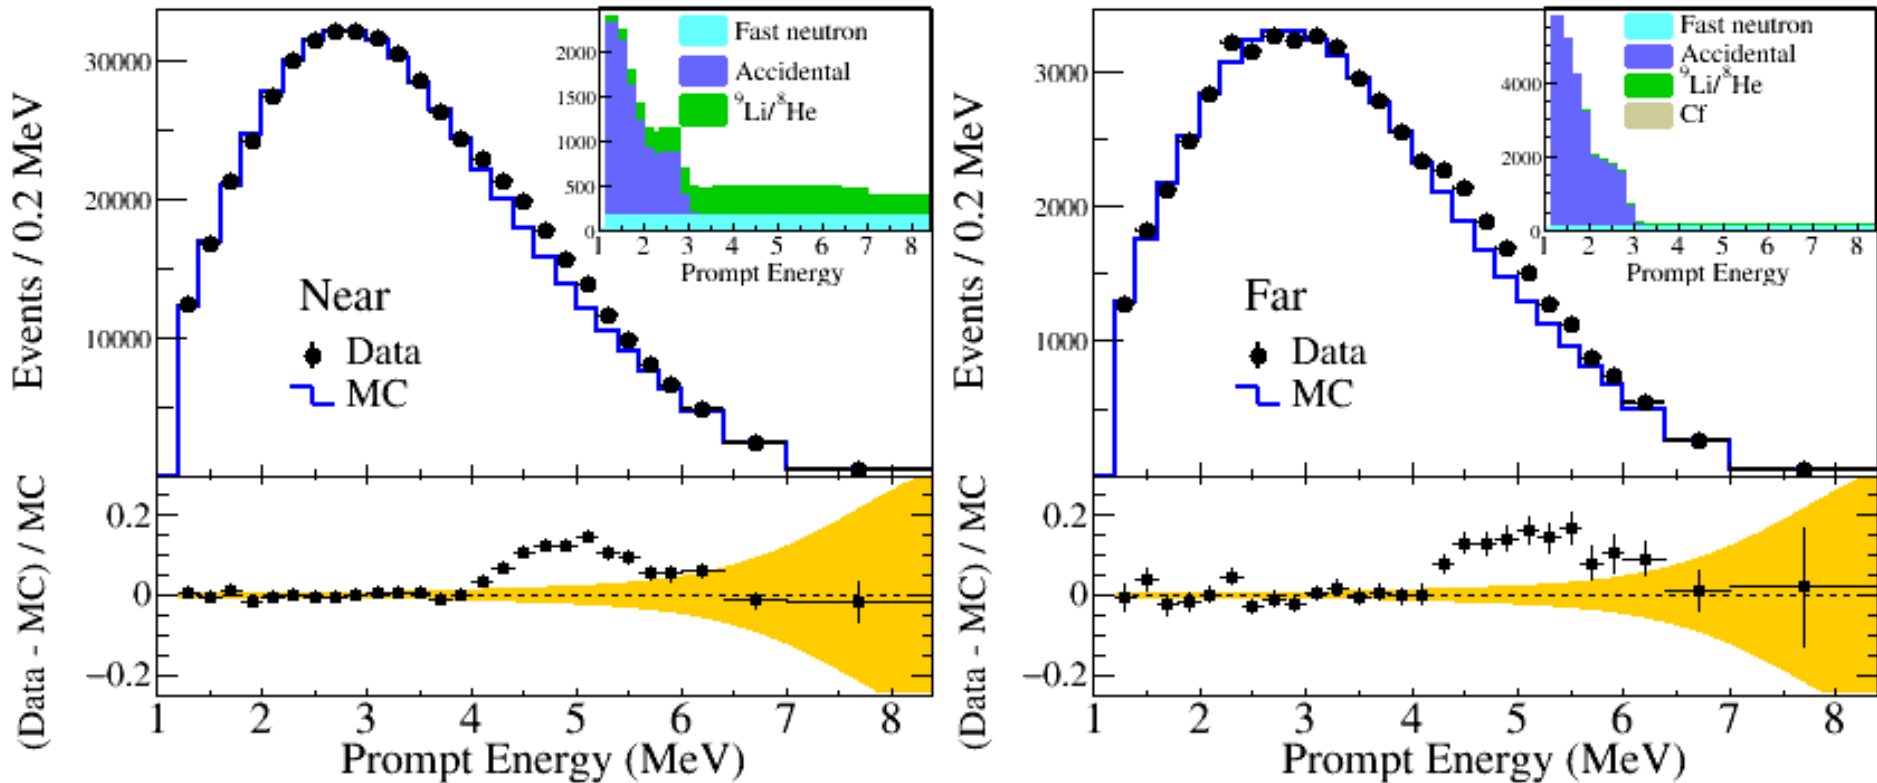 Events / 0.2 MeV
30000
20000
10000
Near
Data
MC
2500
2000
1500
1000
500
0
Fast neutron
Accidental
⁹Li/⁸He
1 2 3 4 5 6 7 8
Prompt Energy
(Data - MC) / MC
0.2
0
−0.2
1 2 3 4 5 6 7 8
Prompt Energy (MeV)
Events / 0.2 MeV
3000
2000
1000
Far
Data
MC
4000
2000
0
Fast neutron
Accidental
⁹Li/⁸He
Cf
1 2 3 4 5 6 7 8
Prompt Energy
(Data - MC) / MC
0.2
0
−0.2
1 2 3 4 5 6 7 8
Prompt Energy (MeV)